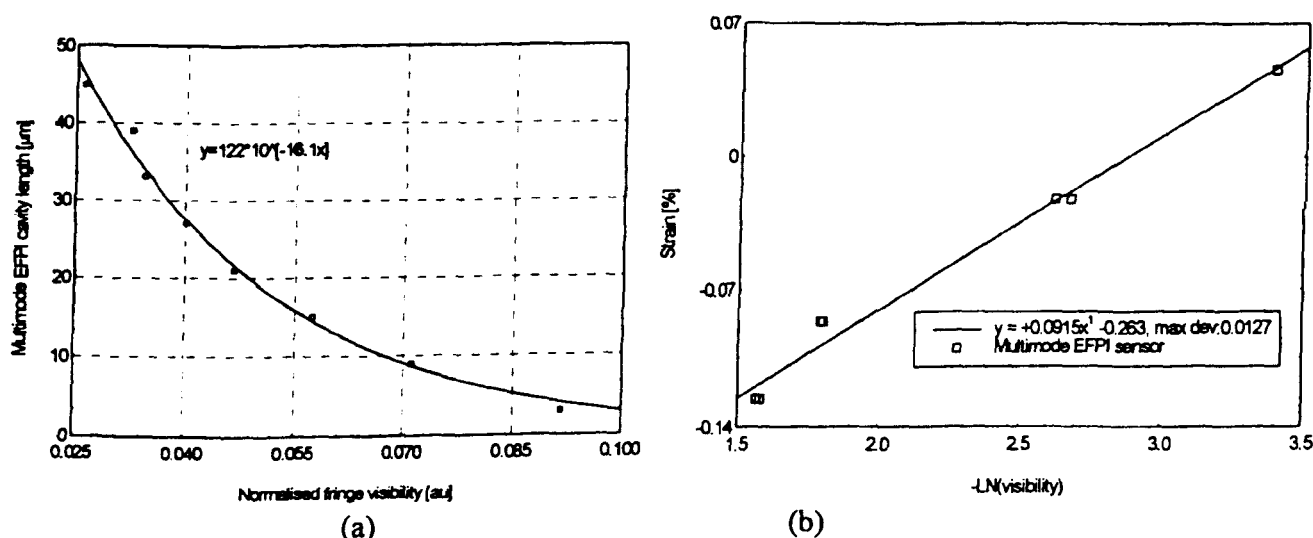 50
40
30
20
10
0
Multimode EFPI cavity length [µm]
y=122*10^[-16.1x]
0.025
0.040
0.055
0.070
0.085
0.100
Normalised fringe visibility [au]
(a)
0.07
0
-0.07
-0.14
Strain [%]
y = +0.0915x¹ -0.263, max dev:0.0127
Multimode EFPI sensor
1.5
2.0
2.5
3.0
3.5
-LN(visibility)
(b)